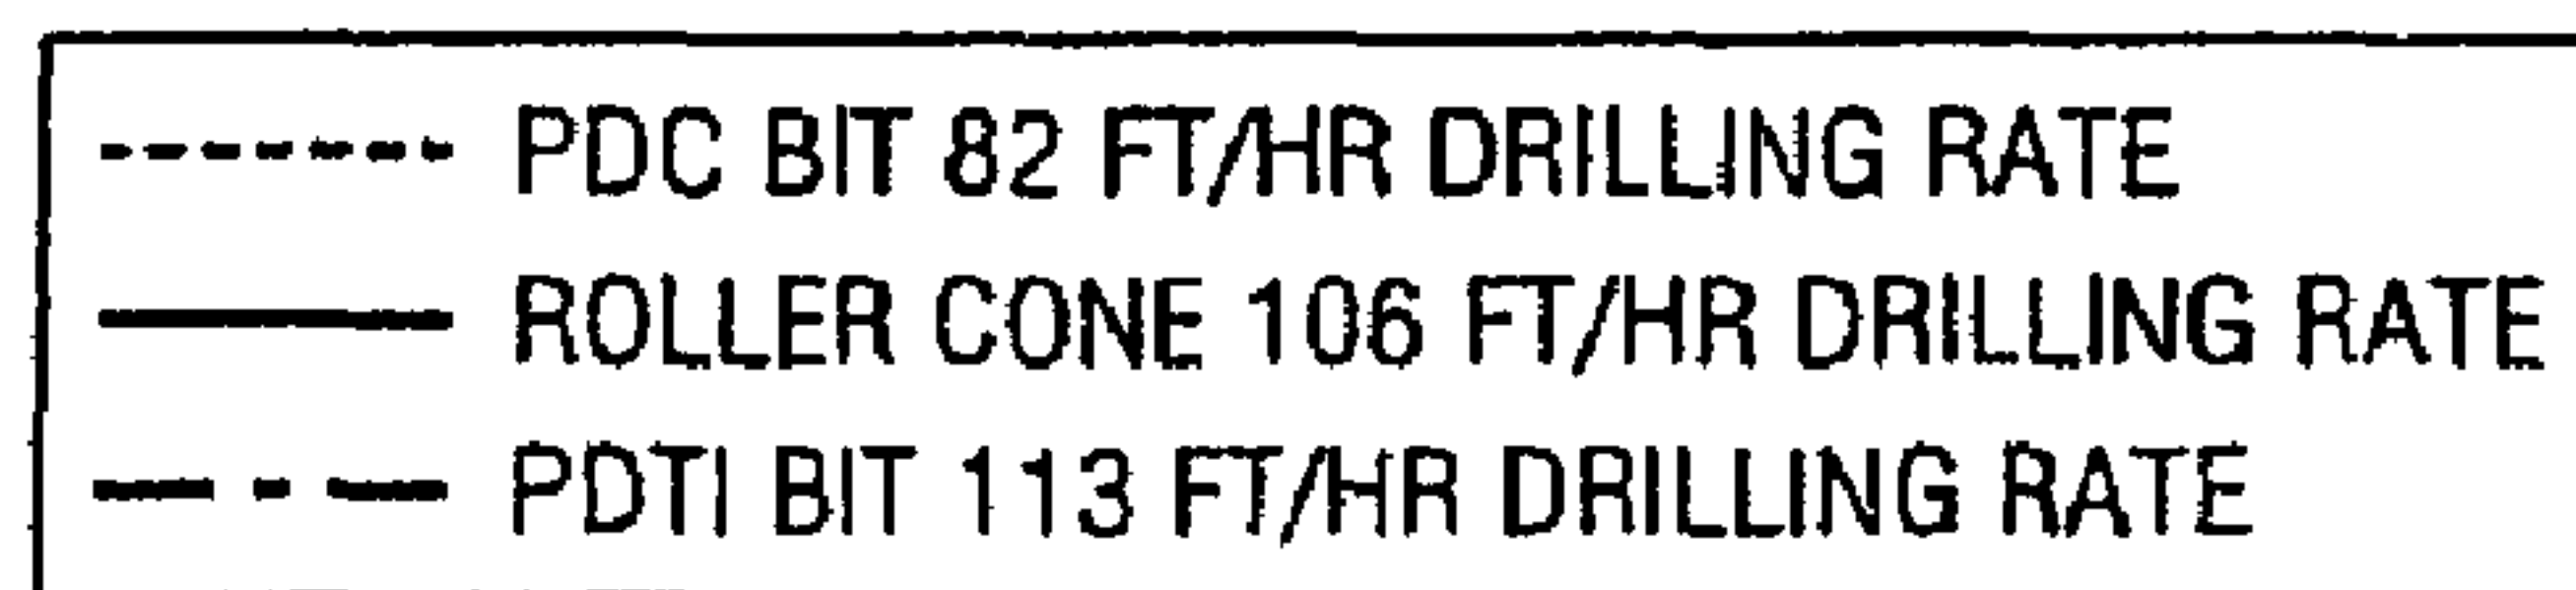 PDC BIT 82 FT/HR DRILLING RATE
ROLLER CONE 106 FT/HR DRILLING RATE
PDTI BIT 113 FT/HR DRILLING RATE